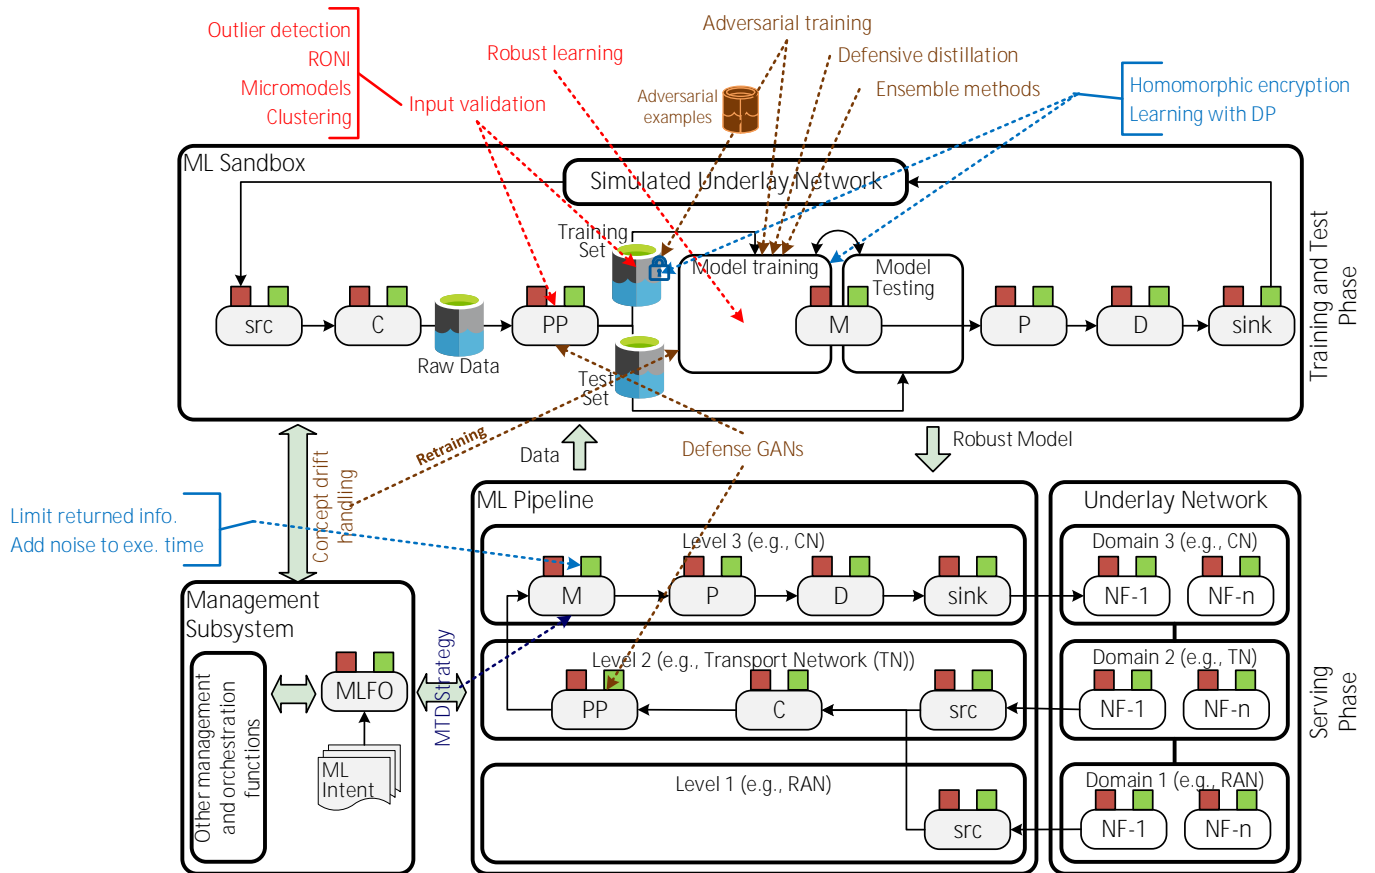 Outlier detection
RONI
Micromodels
Clustering
Input validation
Robust learning
Adversarial training
Defensive distillation
Ensemble methods
Adversarial
examples
Homomorphic encryption
Learning with DP
ML Sandbox
Simulated Underlay Network
Training
Set
Model training
Model
Testing
src
C
Raw Data
PP
Test
Set
M
P
D
sink
Training and Test
Phase
Retraining
Data
Defense GANs
Robust Model
Concept drift
handling
Limit returned info.
Add noise to exe. time
ML Pipeline
Level 3 (e.g., CN)
M
P
D
sink
Level 2 (e.g., Transport Network (TN))
PP
C
src
Level 1 (e.g., RAN)
src
Underlay Network
Domain 3 (e.g., CN)
NF-1
NF-n
Domain 2 (e.g., TN)
NF-1
NF-n
Domain 1 (e.g., RAN)
NF-1
NF-n
Serving
Phase
Management
Subsystem
MLFO
ML
Intent
Other management
and orchestration
functions
MTD Strategy